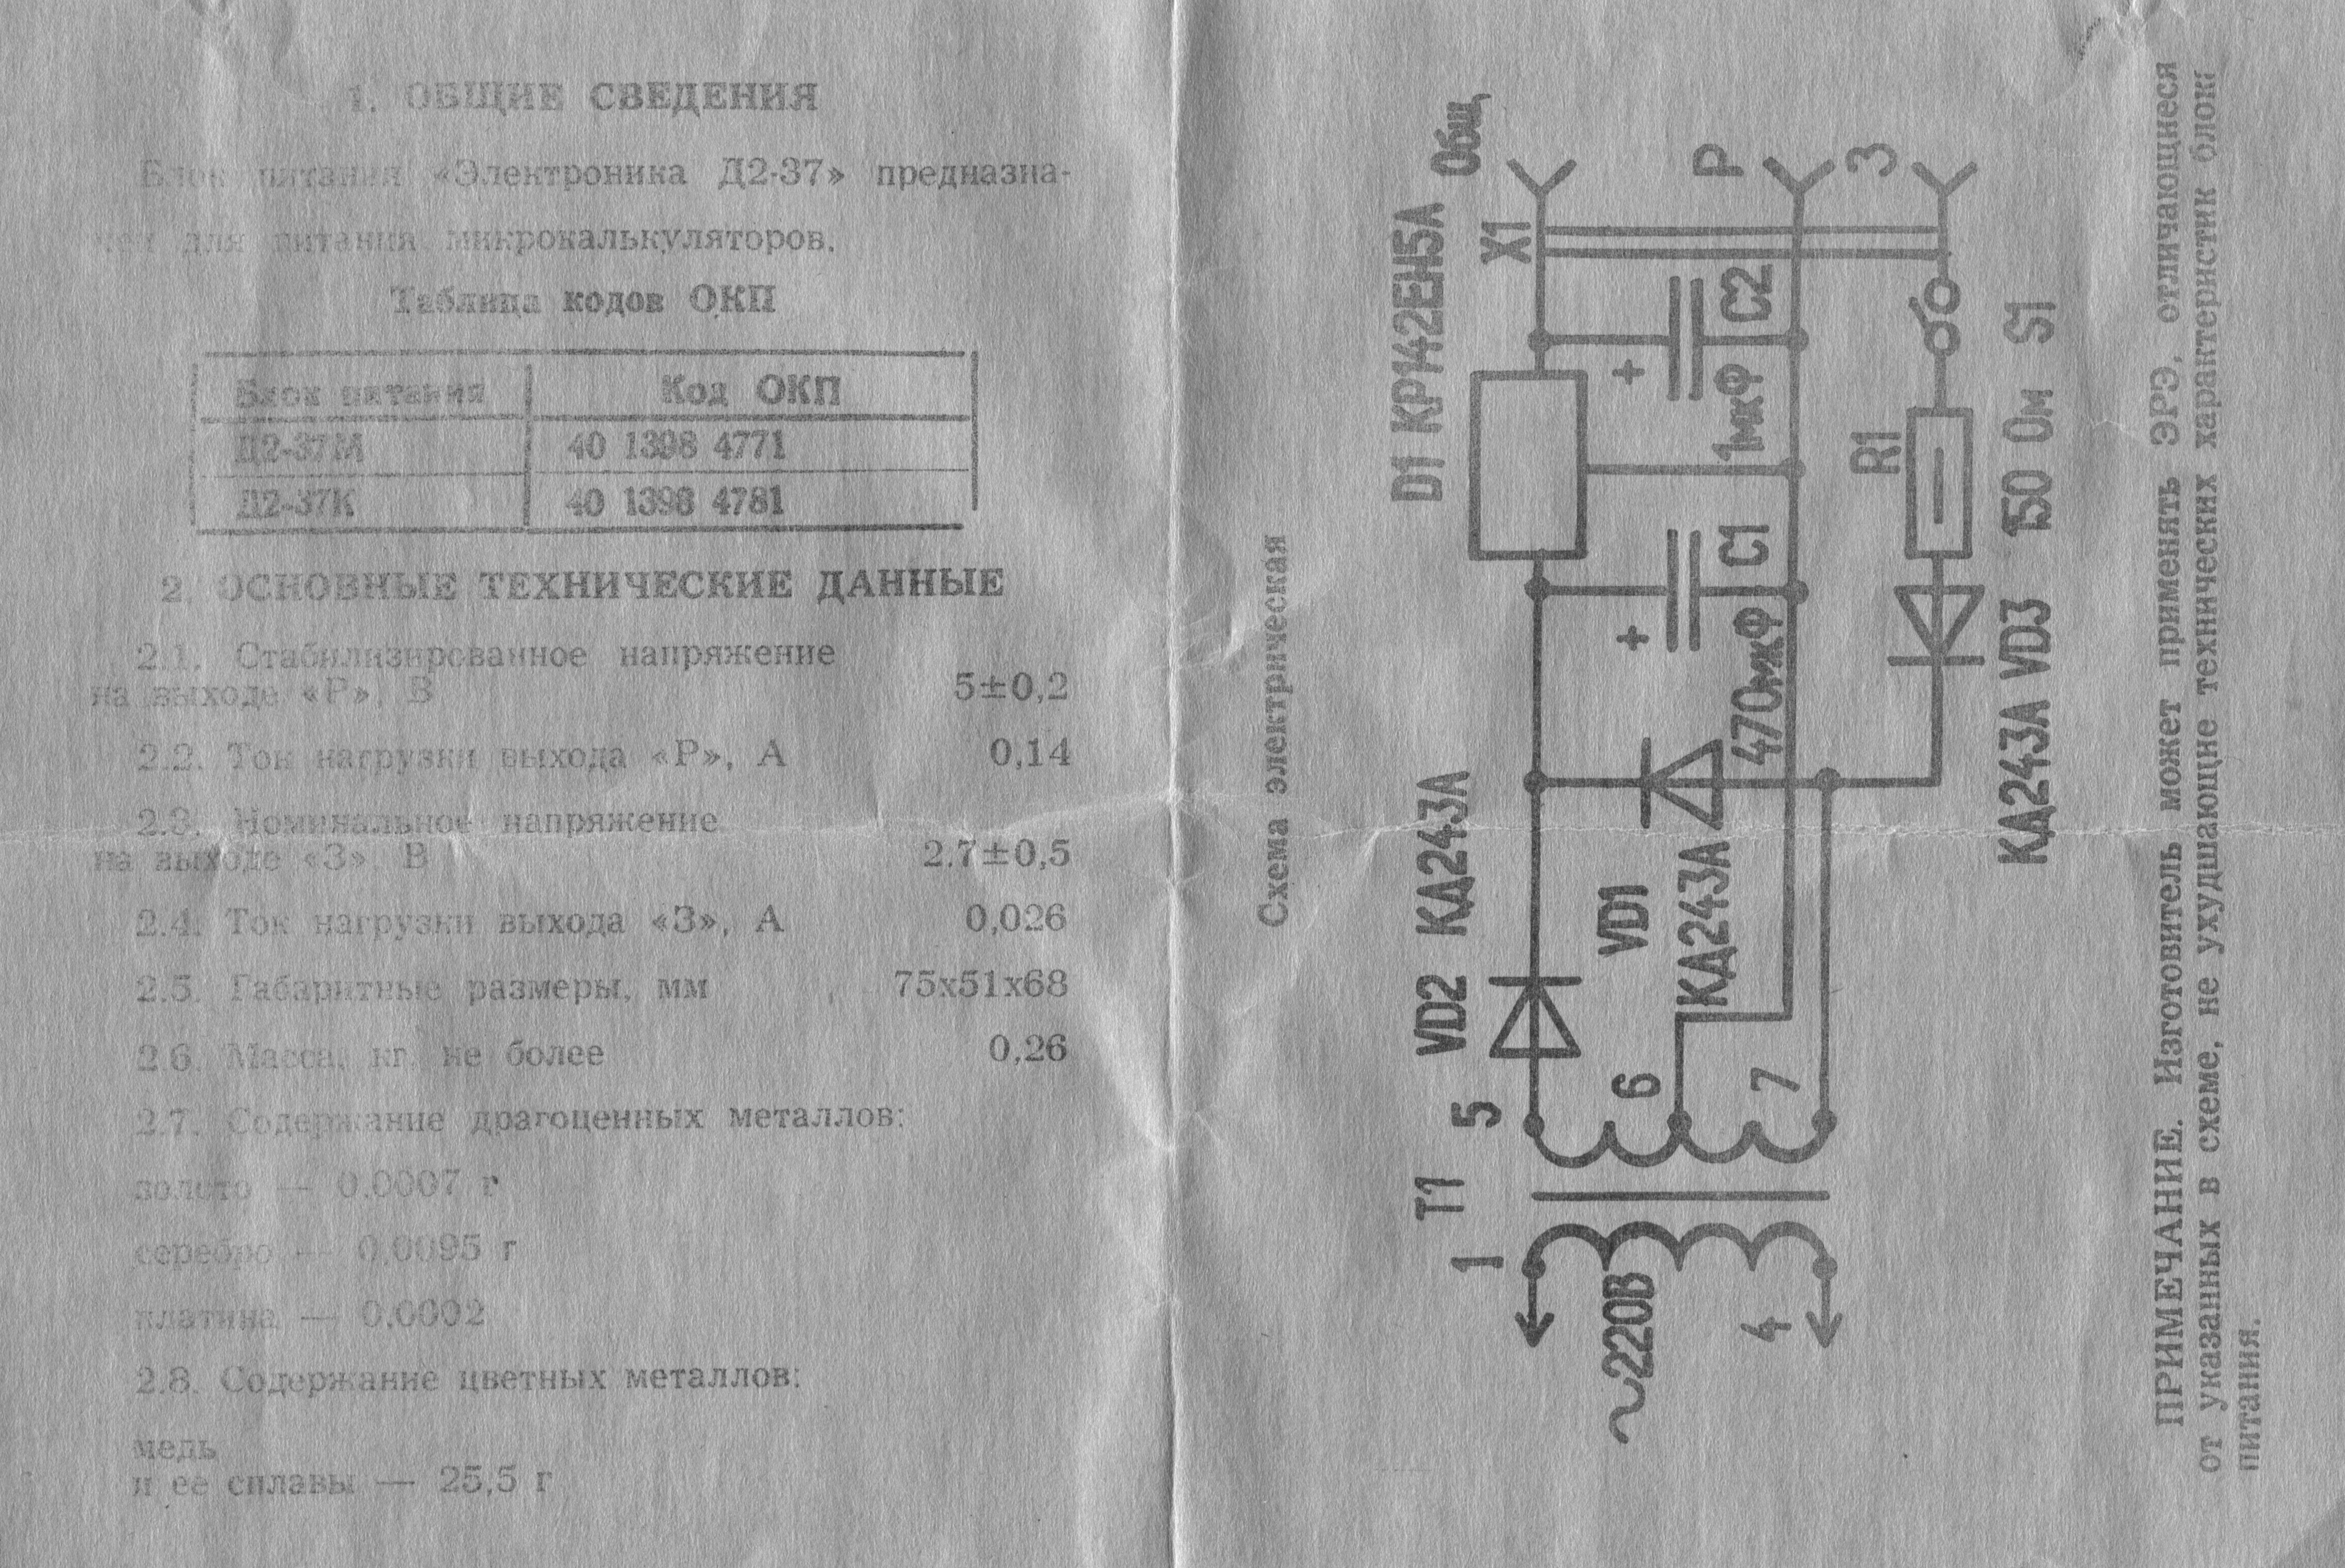 1. ОБЩИЕ СВЕДЕНИЯ
Блок питания «Электроника Д2-37» предназна-
чен для питания микрокалькуляторов.
Таблица кодов ОКП
Блок питания Код ОКП
Д2-37М 40 1398 4771
Д2-37К 40 1398 4781
2. ОСНОВНЫЕ ТЕХНИЧЕСКИЕ ДАННЫЕ
2.1. Стабилизированное напряжение
на выходе «Р», В 5±0,2
2.2. Ток нагрузки выхода «Р», А 0,14
2.3. Номинальное напряжение
на выходе «З» В 2.7±0,5
2.4. Ток нагрузки выхода «З», А 0,026
2.5. Габаритные размеры, мм 75х51х68
2.6. Масса, кг, не более 0,26
2.7. Содержание драгоценных металлов:
золото — 0.0007 г
серебро — 0,0095 г
платина — 0,0002
2.8. Содержание цветных металлов:
медь
и ее сплавы — 25,5 г
Схема электрическая
T1 VD2 КД243А D1 КР142ЕН5А Общ
1 5 X1
~220В 6 VD1 + +
КД243А 470мкФ C1 1мкФ C2 Р
4 7
R1 З
КД243А VD3 150 Ом S1
ПРИМЕЧАНИЕ. Изготовитель может применять ЭРЭ, отличающиеся
от указанных в схеме, не ухудшающие технических характеристик блок
питания.